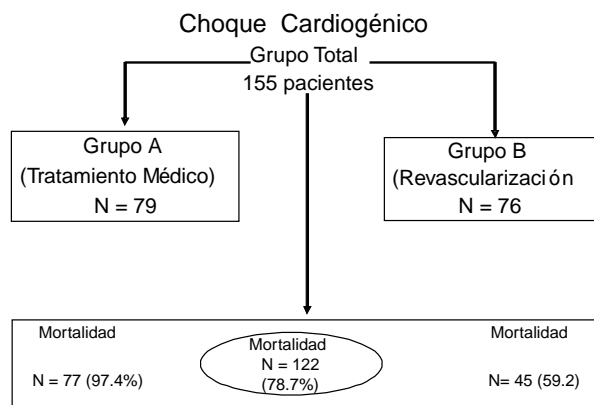 Choque Cardiogénico
Grupo Total
155 pacientes
Grupo A
(Tratamiento Médico)
N = 79
Grupo B
(Revascularización
N = 76
Mortalidad
N = 77 (97.4%)
Mortalidad
N = 122
(78.7%)
Mortalidad
N= 45 (59.2)